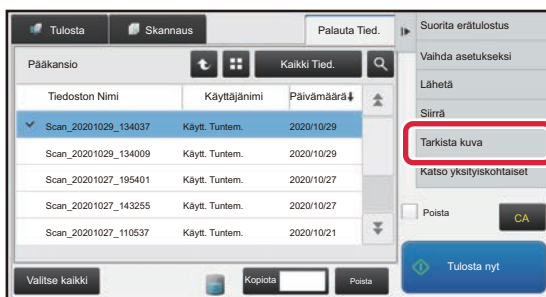 Tulosta
Skannaus
Palauta Tied.
Pääkansio
Kaikki Tied.
Tiedoston Nimi
Käyttäjänimi
Päivämäärä
Scan_20201029_134037 Käytt. Tuntem. 2020/10/29
Scan_20201029_134009 Käytt. Tuntem. 2020/10/29
Scan_20201027_195401 Käytt. Tuntem. 2020/10/27
Scan_20201027_143255 Käytt. Tuntem. 2020/10/27
Scan_20201027_110537 Käytt. Tuntem. 2020/10/21
Valitse kaikki
Kopiota
Poista
Suorita erätulostus
Vaihda asetukseksi
Lähetä
Siirrä
Tarkista kuva
Katso yksityiskohtaiset
Poista
CA
Tulosta nyt